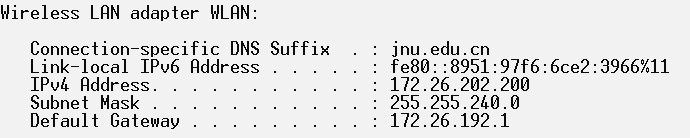 Wireless LAN adapter WLAN:
Connection-specific DNS Suffix . : jnu.edu.cn
Link-local IPv6 Address . . . . . : fe80::8951:97f6:6ce2:3966%11
IPv4 Address. . . . . . . . . . . : 172.26.202.200
Subnet Mask . . . . . . . . . . . : 255.255.240.0
Default Gateway . . . . . . . . . : 172.26.192.1